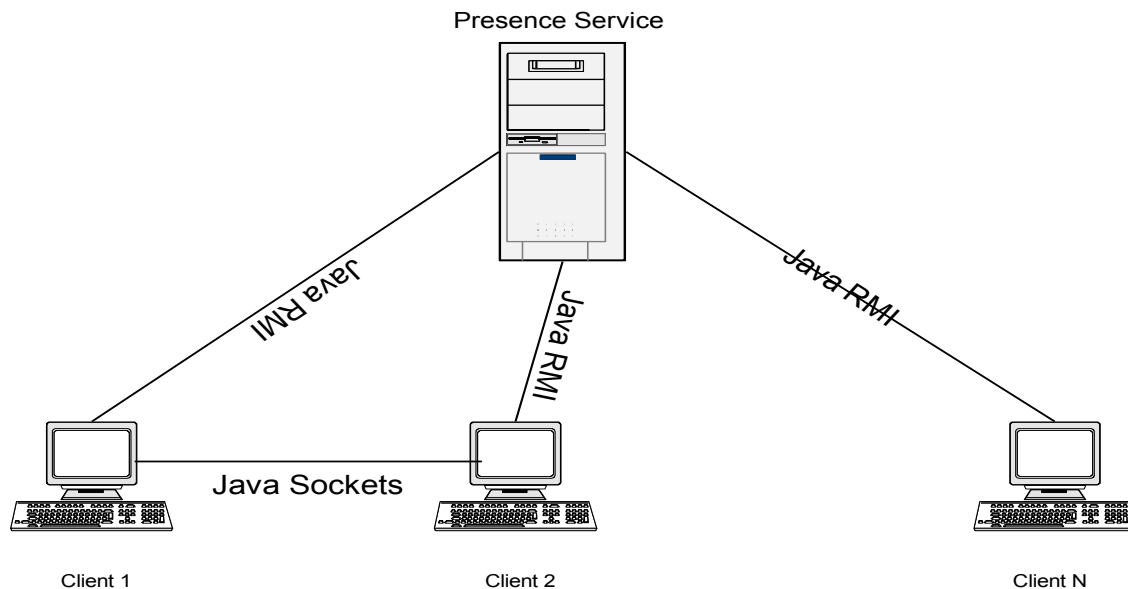 Presence Service
Java RMI
Java RMI
Java RMI
Java Sockets
Client 1
Client 2
Client N